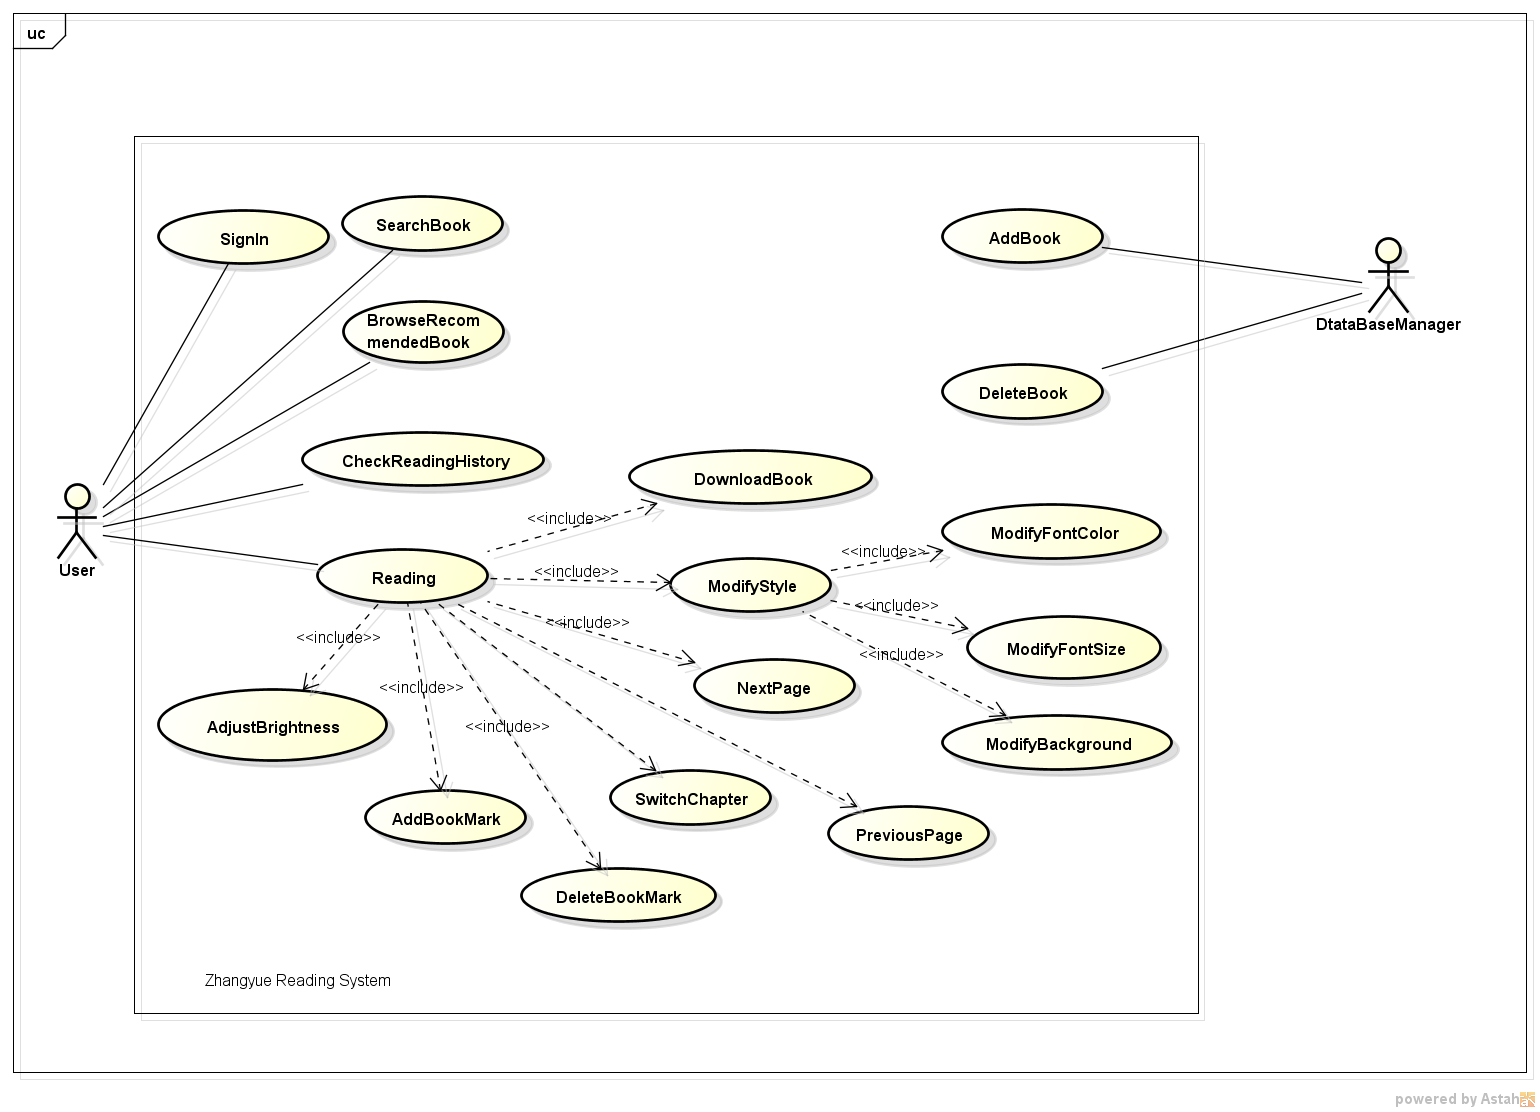 uc
SignIn
SearchBook
AddBook
BrowseRecom
mendedBook
DtataBaseManager
DeleteBook
CheckReadingHistory
DownloadBook
<<include>>
ModifyFontColor
<<include>>
User
Reading
<<include>>
ModifyStyle
<<include>>
<<include>>
<<include>>
ModifyFontSize
<<include>>
<<include>>
NextPage
<<include>>
AdjustBrightness
<<include>>
ModifyBackground
SwitchChapter
AddBookMark
PreviousPage
DeleteBookMark
Zhangyue Reading System
powered by Astah